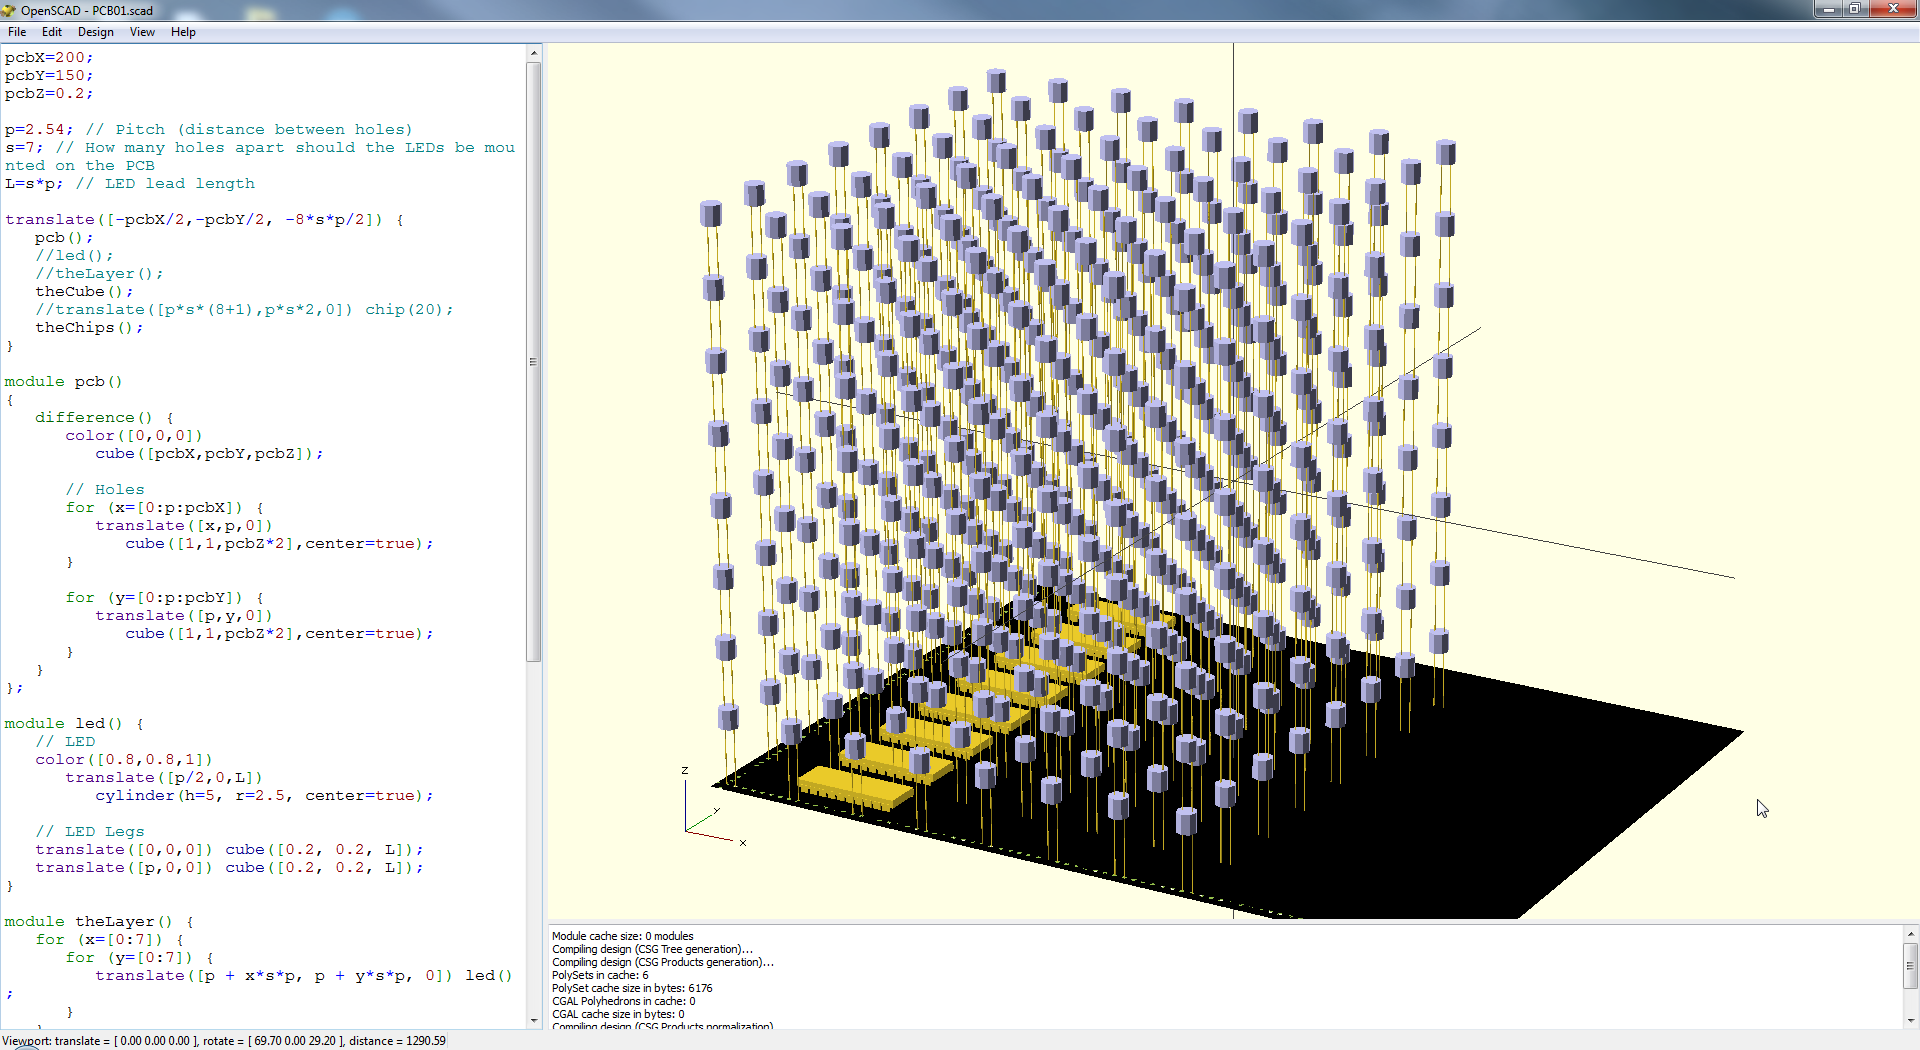 OpenSCAD - PCB01.scad
File Edit Design View Help
pcbX=200;
pcbY=150;
pcbZ=0.2;
p=2.54; // Pitch (distance between holes)
s=7; // How many holes apart should the LEDs be mou
nted on the PCB
L=s*p; // LED lead length
translate([-pcbX/2,-pcbY/2, -8*s*p/2]) {
pcb();
//led();
//theLayer();
theCube();
//translate([p*s*(8+1),p*s*2,0]) chip(20);
theChips();
}
module pcb()
{
difference() {
color([0,0,0])
cube([pcbX,pcbY,pcbZ]);
// Holes
for (x=[0:p:pcbX]) {
translate([x,p,0])
cube([1,1,pcbZ*2],center=true);
}
for (y=[0:p:pcbY]) {
translate([p,y,0])
cube([1,1,pcbZ*2],center=true);
}
}
};
module led() {
// LED
color([0.8,0.8,1])
translate([p/2,0,L])
cylinder(h=5, r=2.5, center=true);
// LED Legs
translate([0,0,0]) cube([0.2, 0.2, L]);
translate([p,0,0]) cube([0.2, 0.2, L]);
}
module theLayer() {
for (x=[0:7]) {
for (y=[0:7]) {
translate([p + x*s*p, p + y*s*p, 0]) led()
;
}
}
z
y
x
Module cache size: 0 modules
Compiling design (CSG Tree generation)...
Compiling design (CSG Products generation)...
PolySets in cache: 6
PolySet cache size in bytes: 6176
CGAL Polyhedrons in cache: 0
CGAL cache size in bytes: 0
Compiling design (CSG Products normalization)
Viewport: translate = [ 0.00 0.00 0.00 ], rotate = [ 69.70 0.00 29.20 ], distance = 1290.59